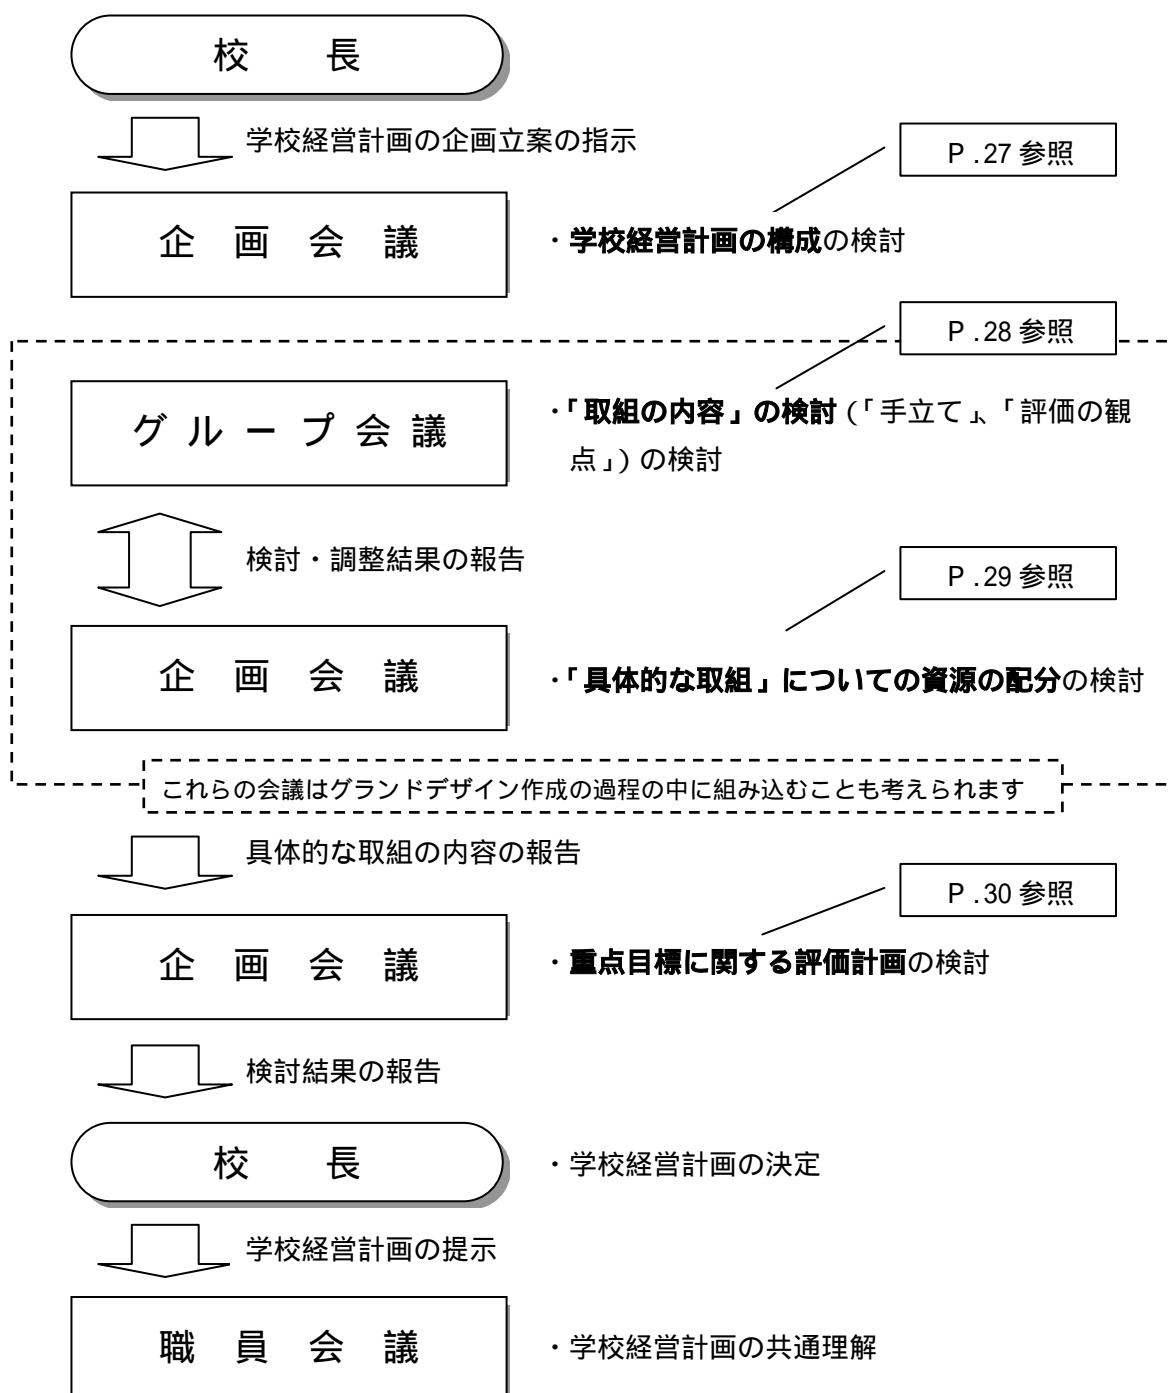 校　長
学校経営計画の企画立案の指示
P.27 参照
企 画 会 議
・学校経営計画の構成の検討
P.28 参照
グ ル ー プ 会 議
・「取組の内容」の検討(「手立て」、「評価の観
点」)の検討
検討・調整結果の報告
P.29 参照
企 画 会 議
・「具体的な取組」についての資源の配分の検討
これらの会議はグランドデザイン作成の過程の中に組み込むことも考えられます
具体的な取組の内容の報告
P.30 参照
企 画 会 議
・重点目標に関する評価計画の検討
検討結果の報告
校　長
・学校経営計画の決定
学校経営計画の提示
職 員 会 議
・学校経営計画の共通理解